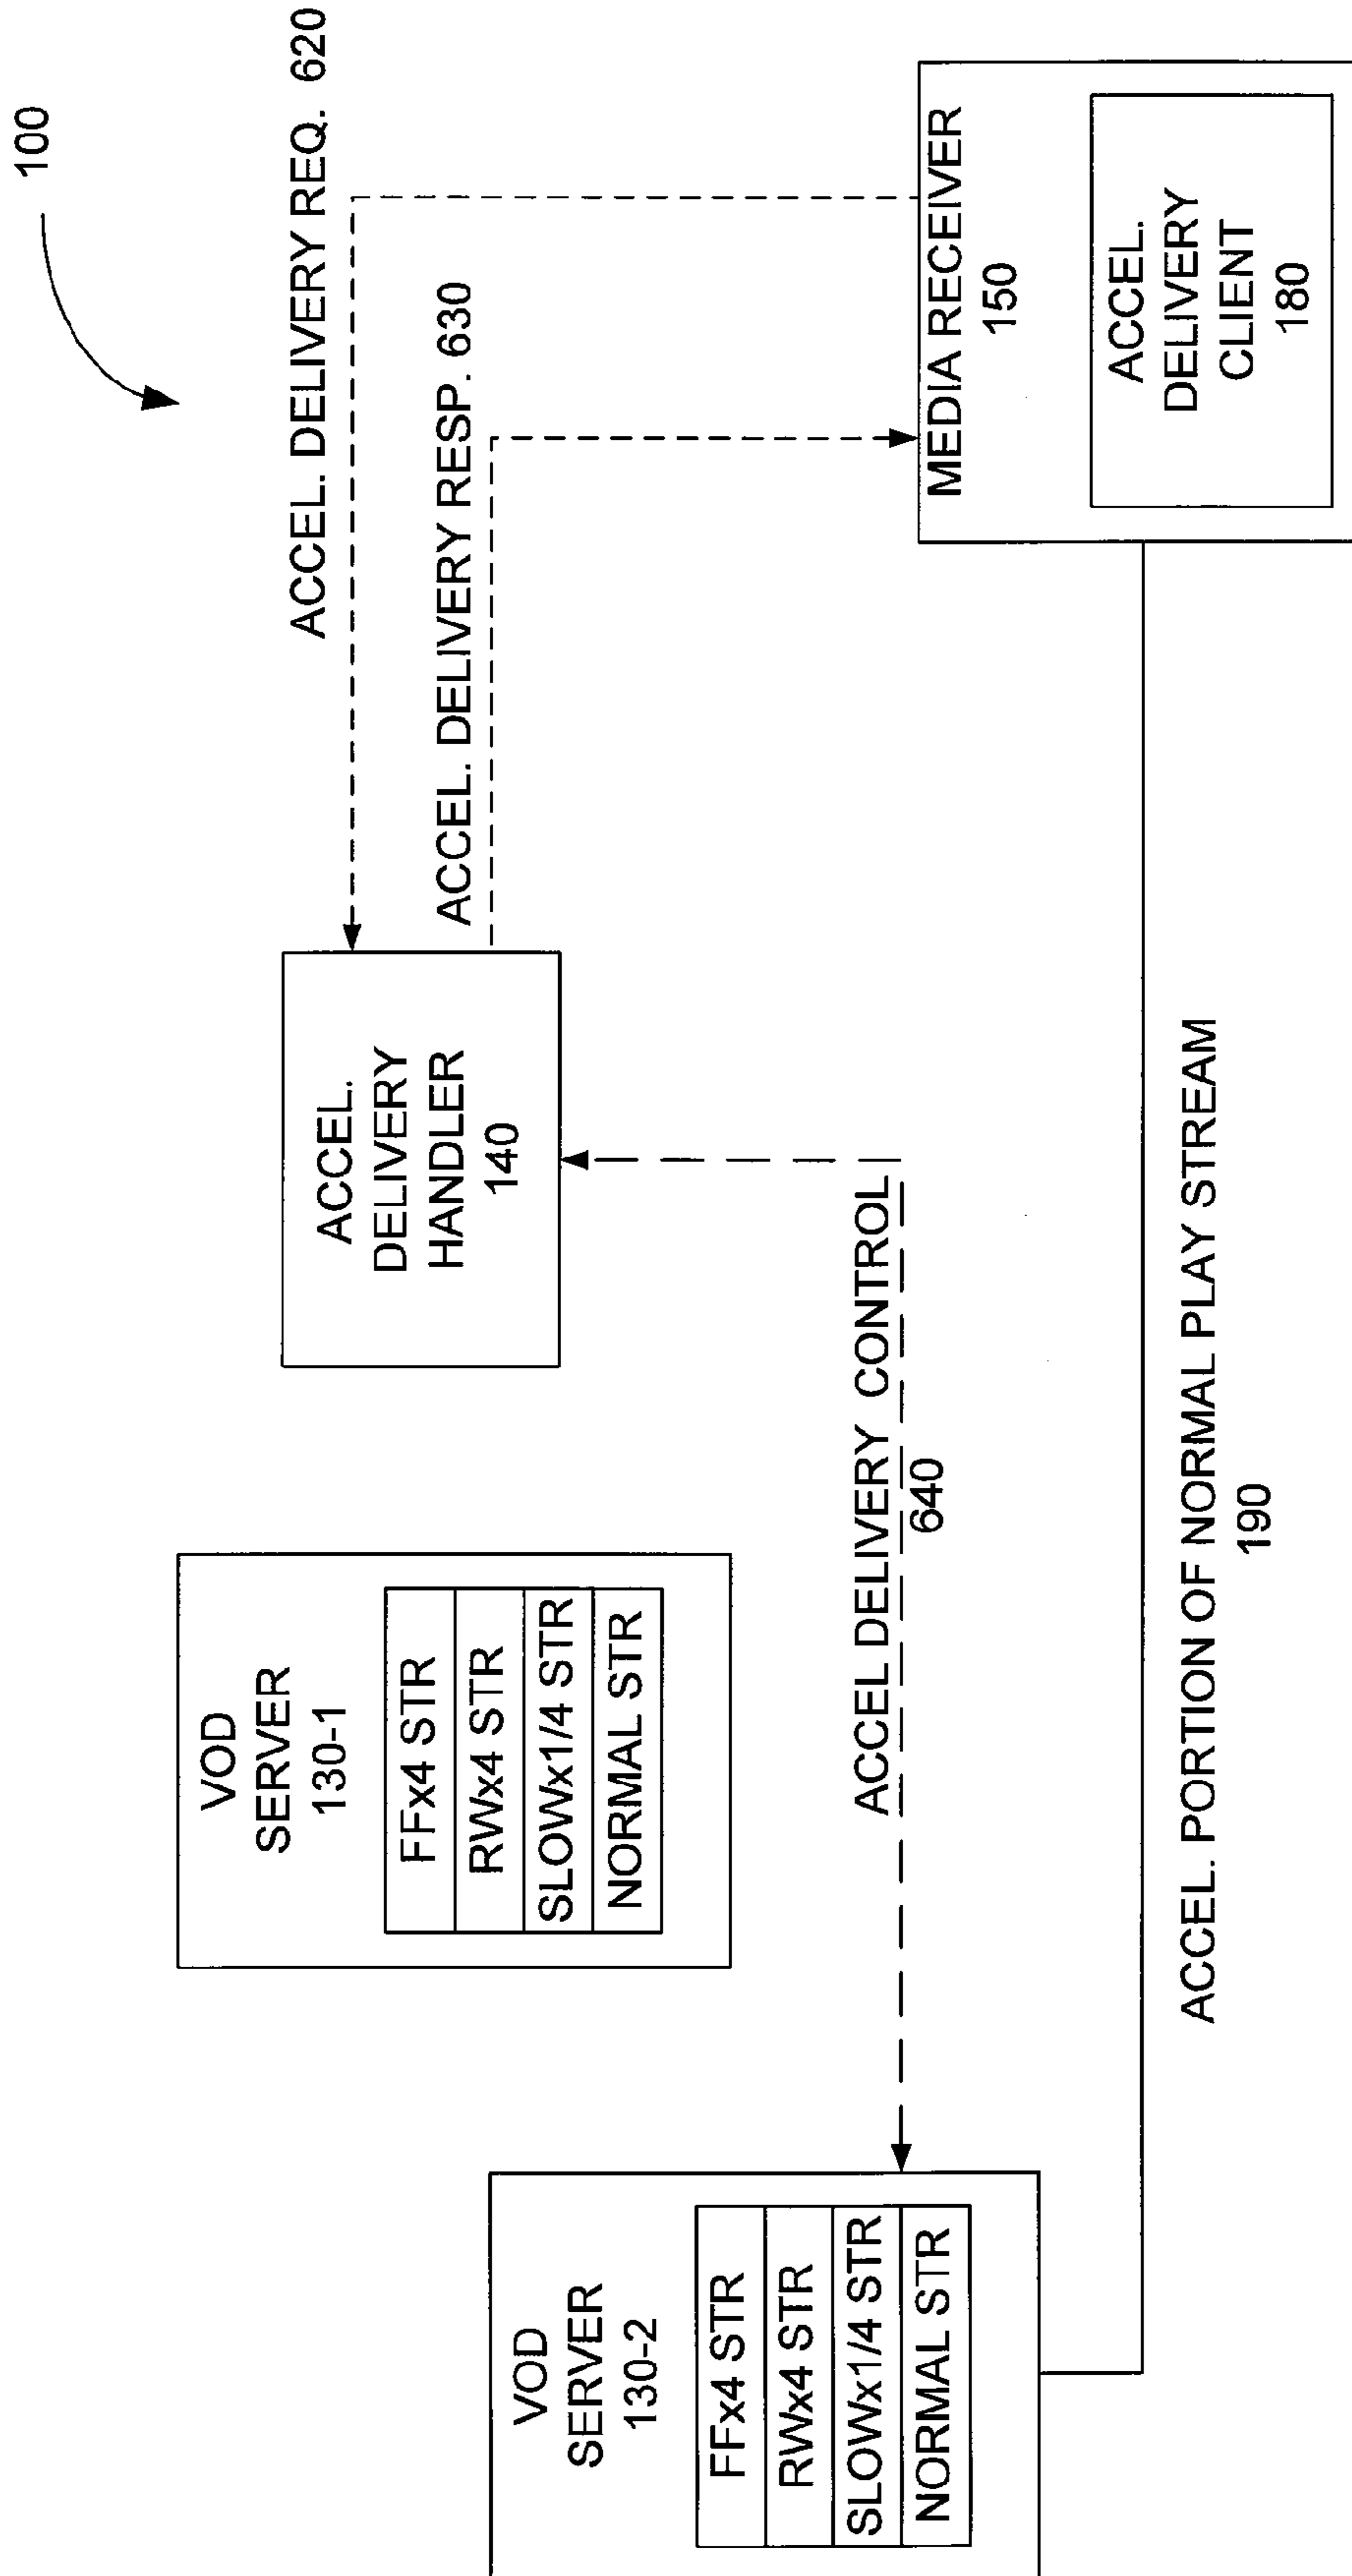 100
ACCEL. DELIVERY REQ. 620
ACCEL. DELIVERY RESP. 630
ACCEL.
DELIVERY
HANDLER
140
VOD
SERVER
130-1
FFx4 STR
RWx4 STR
SLOWx1/4 STR
NORMAL STR
VOD
SERVER
130-2
FFx4 STR
RWx4 STR
SLOWx1/4 STR
NORMAL STR
ACCEL DELIVERY CONTROL
640
MEDIA RECEIVER
150
ACCEL.
DELIVERY
CLIENT
180
ACCEL. PORTION OF NORMAL PLAY STREAM
190